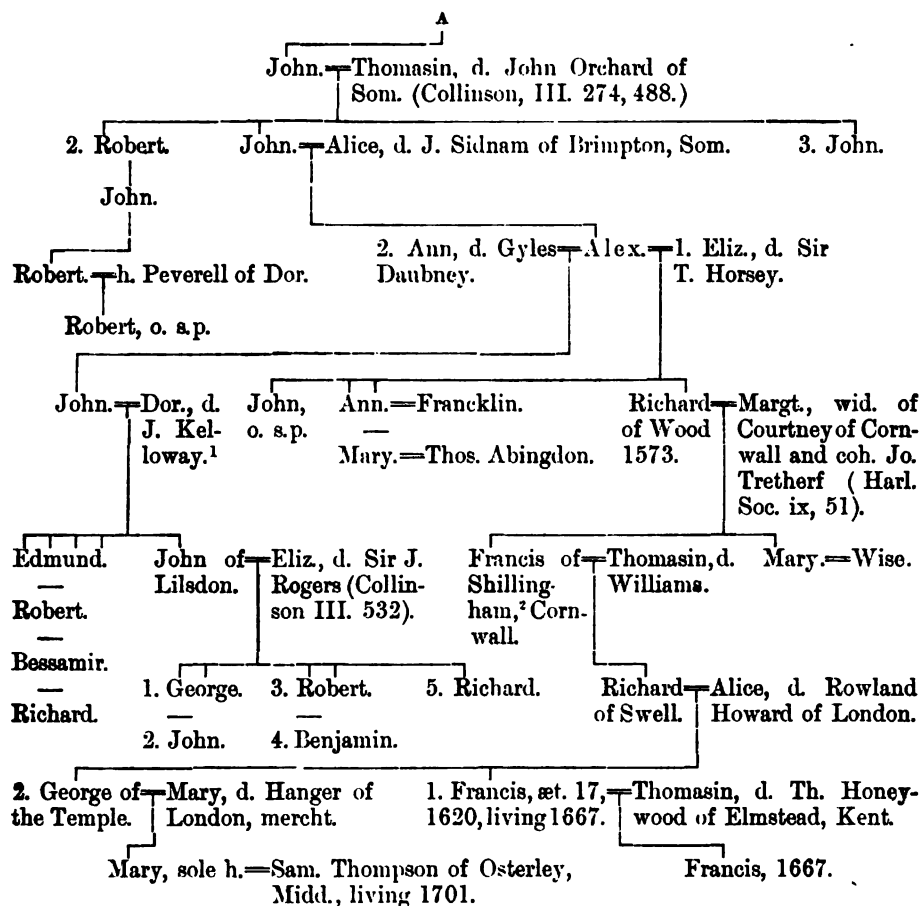 A
John. = Thomasin, d. John Orchard of
Som. (Collinson, III. 274, 488.)
2. Robert. John. = Alice, d. J. Sidnam of Brimpton, Som. 3. John.
John.
2. Ann, d. Gyles = Alex. = 1. Eliz., d. Sir
Daubney. T. Horsey.
Robert. = h. Peverell of Dor.
Robert, o. s.p.
John. = Dor., d. John, Ann. = Francklin. Richard = Margt., wid. of
J. Kel- o. s.p. — of Wood Courtney of Corn-
loway.¹ Mary. = Thos. Abingdon. 1573. wall and coh. Jo.
Tretherf ( Harl.
Soc. ix, 51).
Edmund. John of = Eliz., d. Sir J. Francis of = Thomasin, d. Mary. = Wise.
— Lilsdon. Rogers (Collin- Shilling- Williams.
Robert. son III. 532). ham,² Corn-
— wall.
Bessamir.
—
Richard.
1. George. 3. Robert. 5. Richard. Richard = Alice, d. Rowland
— — of Swell. Howard of London.
2. John. 4. Benjamin.
2. George of = Mary, d. Hanger of 1. Francis, æt. 17, = Thomasin, d. Th. Honey-
the Temple. London, mercht. 1620, living 1667. wood of Elmstead, Kent.
Mary, sole h. = Sam. Thompson of Osterley, Francis, 1667.
Midd., living 1701.